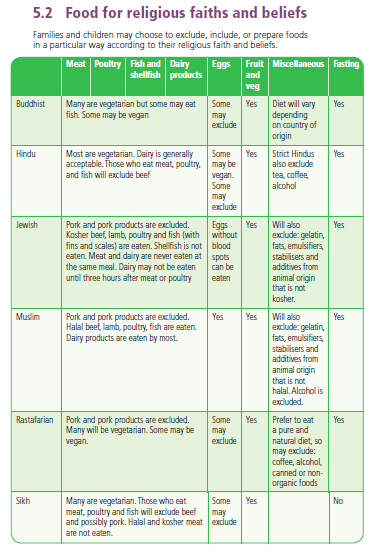 5.2 Food for religious faiths and beliefs
Families and children may choose to exclude, include, or prepare foods
in a particular way according to their religious faith and beliefs.
Meat
Poultry
Fish and
shellfish
Dairy
products
Eggs
Fruit
and
veg
Miscellaneous
Fasting
Buddhist
Many are vegetarian but some may eat
fish. Some may be vegan
Some
may
exclude
Yes
Diet will vary
depending
on country of
origin
Yes
Hindu
Most are vegetarian. Dairy is generally
acceptable. Those who eat meat, poultry,
and fish will exclude beef
Some
may be
vegan.
Some
may
exclude
Yes
Strict Hindus
also exclude
tea, coffee,
alcohol
Yes
Jewish
Pork and pork products are excluded.
Kosher beef, lamb, poultry and fish (with
fins and scales) are eaten. Shellfish is not
eaten. Meat and dairy are never eaten at
the same meal. Dairy may not be eaten
until three hours after meat or poultry
Eggs
without
blood
spots
can be
eaten
Yes
Will also
exclude: gelatin,
fats, emulsifiers,
stabilisers and
additives from
animal origin
that is not
kosher.
Yes
Muslim
Pork and pork products are excluded.
Halal beef, lamb, poultry, fish are eaten.
Dairy products are eaten by most.
Yes
Yes
Will also
exclude: gelatin,
fats, emulsifiers,
stabilisers and
additives from
animal origin
that is not
halal. Alcohol is
excluded.
Yes
Rastafarian
Pork and pork products are excluded.
Many will be vegetarian. Some may be
vegan.
Some
may
exclude
Yes
Prefer to eat
a pure and
natural diet, so
may exclude:
coffee, alcohol,
canned or non-
organic foods
Yes
Sikh
Many are vegetarian. Those who eat
meat, poultry and fish will exclude beef
and possibly pork. Halal and kosher meat
are not eaten.
Some
may
exclude
Yes
No